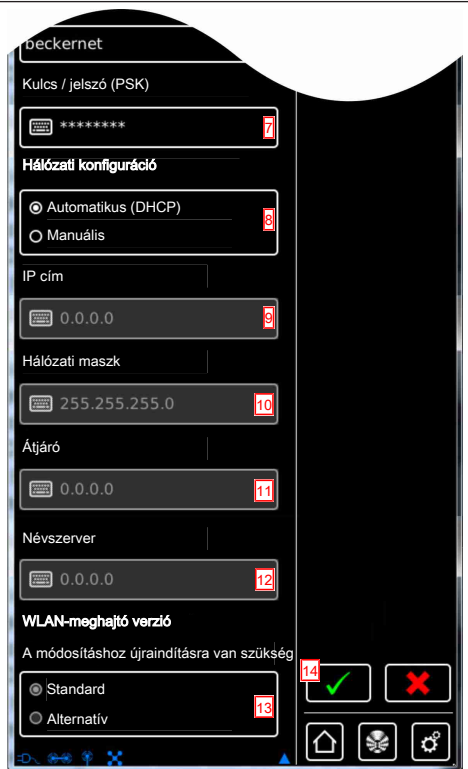 beckernet
Kulcs / jelszó (PSK)
******** 7
Hálózati konfiguráció
Automatikus (DHCP) 8
Manuális
IP cím
0.0.0.0 9
Hálózati maszk
255.255.255.0 10
Átjáró
0.0.0.0 11
Névszerver
0.0.0.0 12
WLAN-meghajtó verzió
A módosításhoz újraindításra van szükség
14
Standard 13
Alternatív